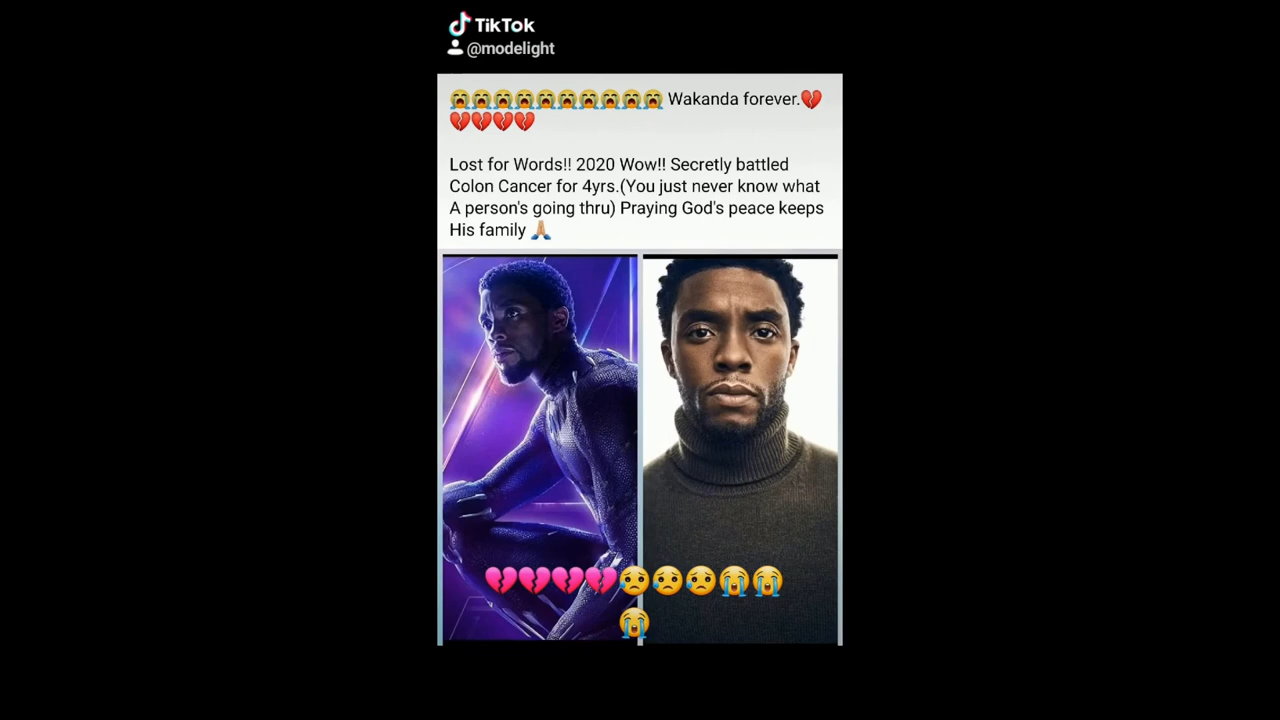 TikTok
@modelight
😭😭😭😭😭😭😭😭😭😭 Wakanda forever.💔
💔💔💔💔
Lost for Words!! 2020 Wow!! Secretly battled
Colon Cancer for 4yrs.(You just never know what
A person's going thru) Praying God's peace keeps
His family 🙏🏼
💔💔💔💔😥😥😥😭😭
😭